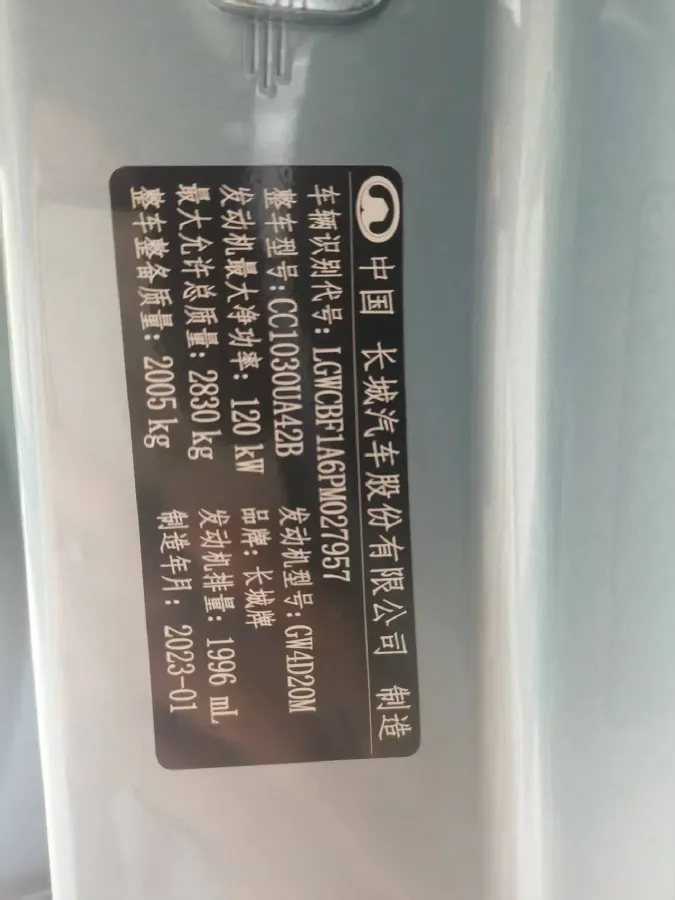 中国 长城汽车股份有限公司 制造
车辆识别代号: LGWCBF1A6PM027957
整车型号: CC1030UA42B 发动机型号: GW4D20M
发动机最大净功率: 120 kW 品牌: 长城牌
最大允许总质量: 2830 kg 发动机排量: 1996 mL
整车整备质量: 2005 kg 制造年月: 2023-01